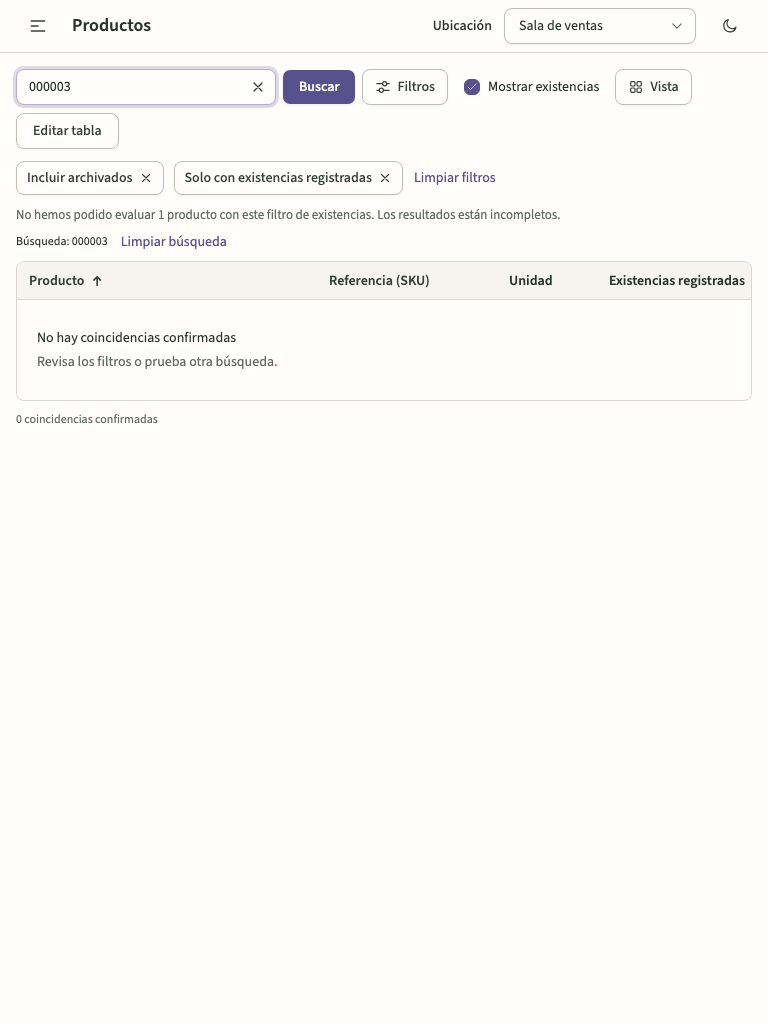 Productos
Ubicación
Sala de ventas
000003
Buscar
Filtros
Mostrar existencias
Vista
Editar tabla
Incluir archivados
Solo con existencias registradas
Limpiar filtros
No hemos podido evaluar 1 producto con este filtro de existencias. Los resultados están incompletos.
Búsqueda: 000003
Limpiar búsqueda
Producto
Referencia (SKU)
Unidad
Existencias registradas
No hay coincidencias confirmadas
Revisa los filtros o prueba otra búsqueda.
0 coincidencias confirmadas